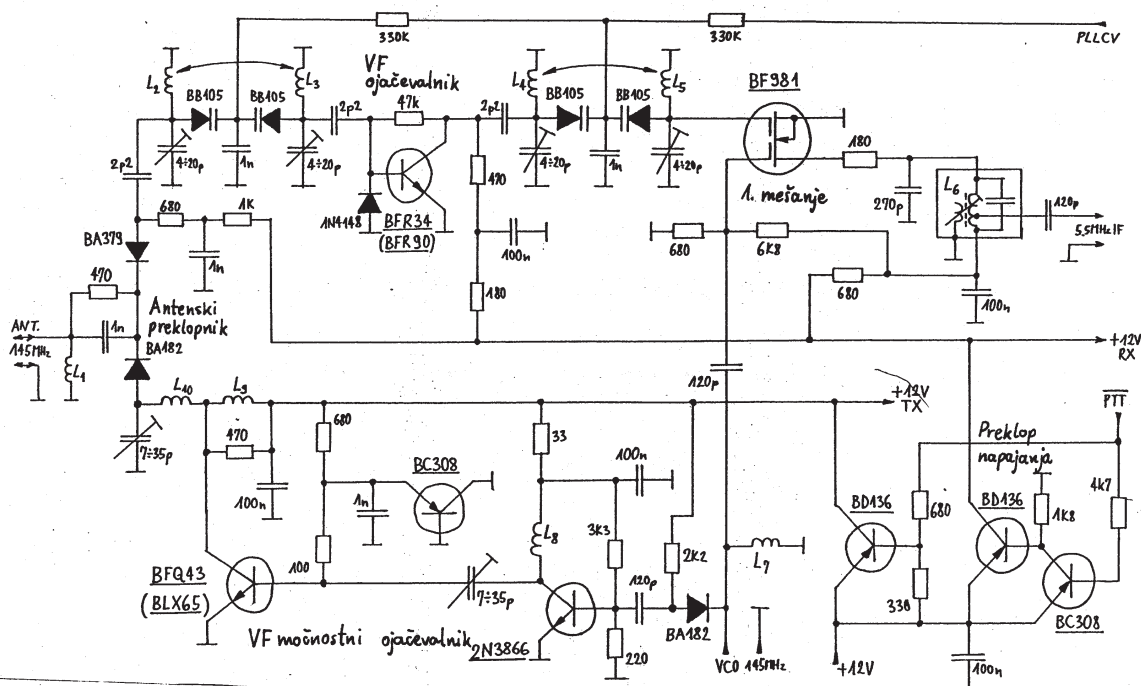 330K
330K
PLLCV
VF
ojačevalnik
L2
L3
L4
L5
BF981
BB105
BB105
2p2
47k
2p2
BB105
BB105
4÷20p
1n
4÷20p
4÷20p
1n
4÷20p
2p2
180
470
1. mešanje
L6
680
1K
1N4148
BFR34
(BFR90)
270p
120p
5,5MHz IF
BA379
1n
100n
680
6K8
470
180
680
100n
Antenski
preklopnik
ANT.
1n
145MHz
BA182
+12V
RX
L1
120p
L10
L9
+12V
TX
PTT
7÷35p
470
680
33
Preklop
napajanja
100n
BC308
100n
4k7
1n
BD136
680
BD136
1K8
L8
3K3
2K2
L7
BFQ43
(BLX65)
100
120p
330
7÷35p
BA182
BC308
VF močnostni ojačevalnik
2N3866
220
VCO 145MHz
+12V
100n